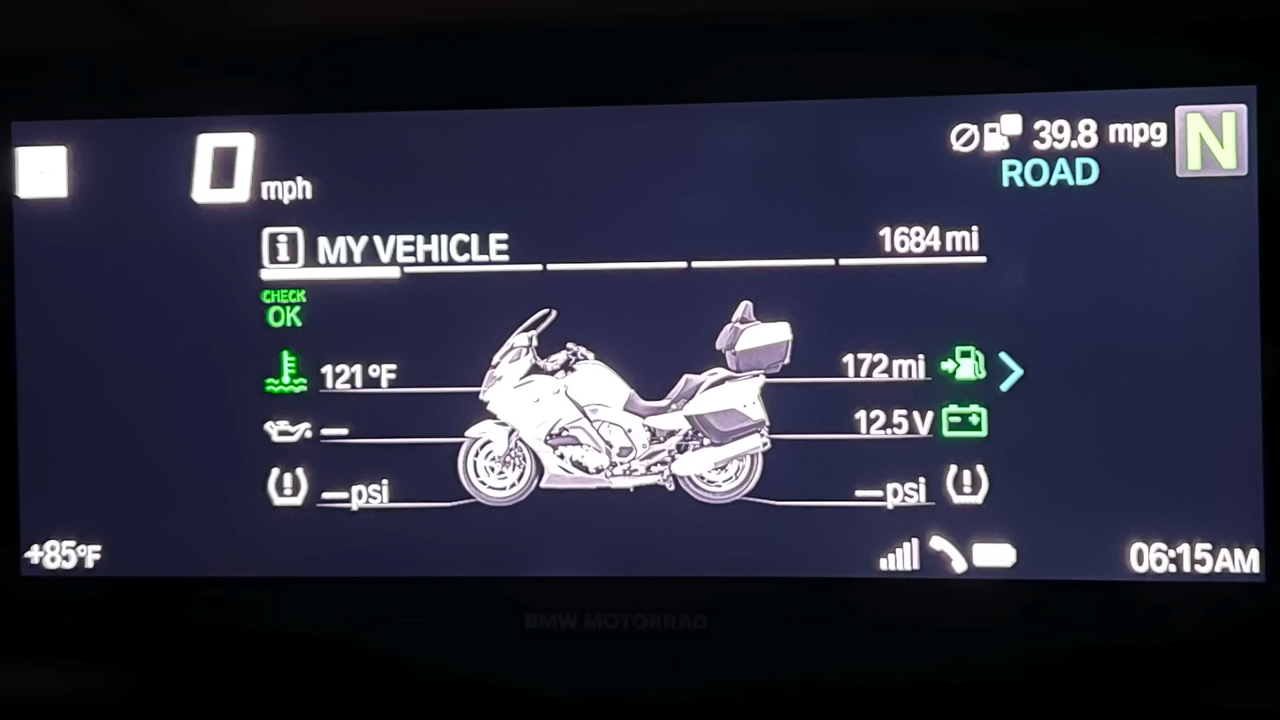 0 mph
39.8 mpg
N
ROAD
MY VEHICLE
1684 mi
CHECK
OK
121°F
172 mi
—
12.5 V
—psi
—psi
+85°F
06:15AM
BMW MOTORRAD